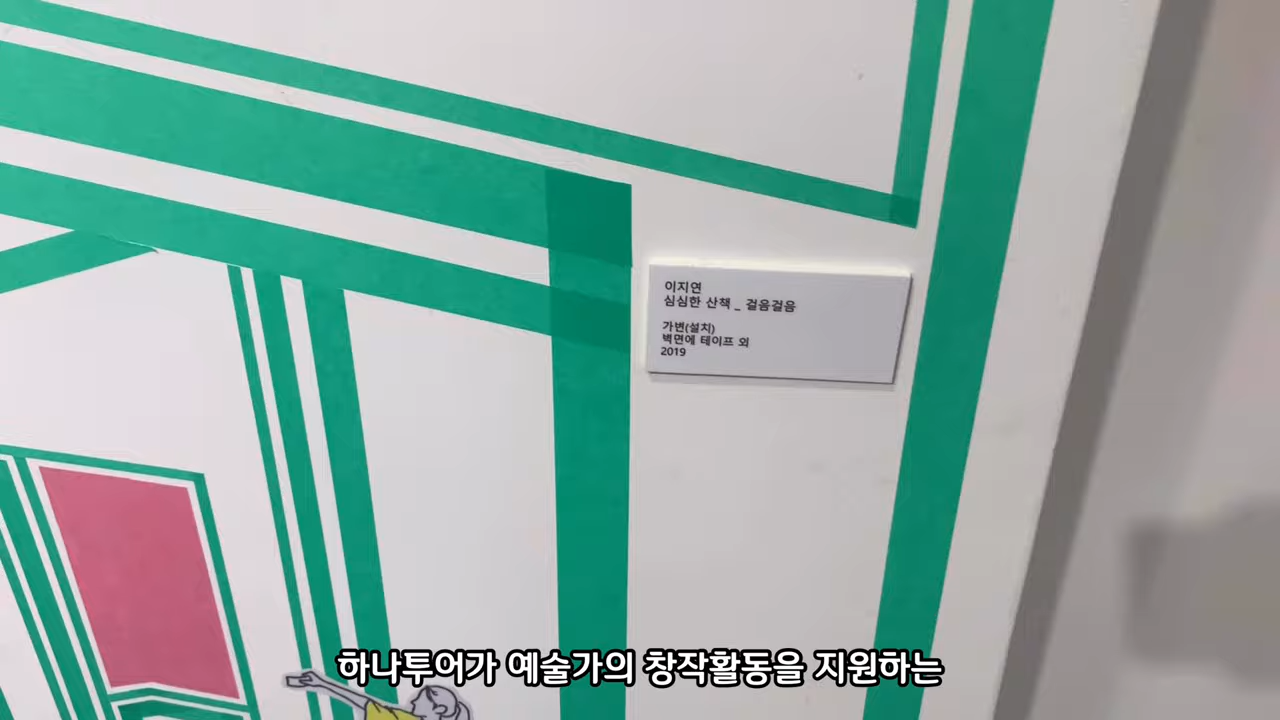 이지연
심심한 산책 _ 걸음걸음
가변(설치)
벽면에 테이프 외
2019
하나투어가 예술가의 창작활동을 지원하는